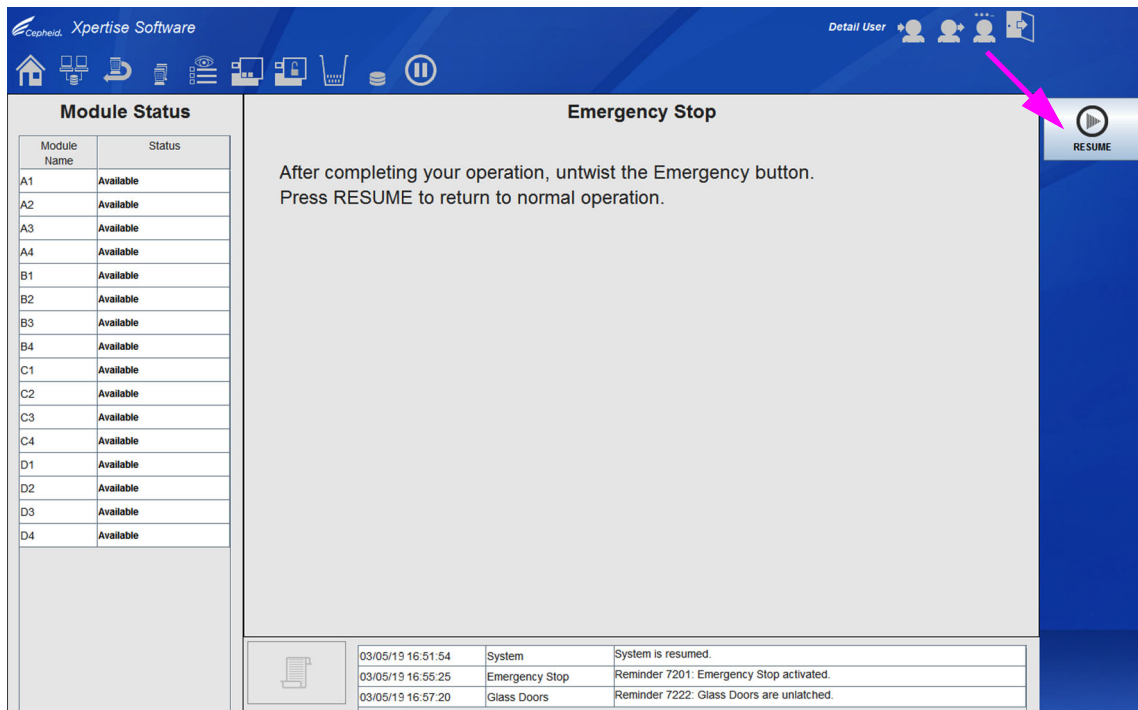 Cepheid. Xpertise Software
Detail User
Module Status
Module Name Status
A1 Available
A2 Available
A3 Available
A4 Available
B1 Available
B2 Available
B3 Available
B4 Available
C1 Available
C2 Available
C3 Available
C4 Available
D1 Available
D2 Available
D3 Available
D4 Available
Emergency Stop
After completing your operation, untwist the Emergency button.
Press RESUME to return to normal operation.
RESUME
03/05/19 16:51:54 System System is resumed.
03/05/19 16:55:25 Emergency Stop Reminder 7201: Emergency Stop activated.
03/05/19 16:57:20 Glass Doors Reminder 7222: Glass Doors are unlatched.